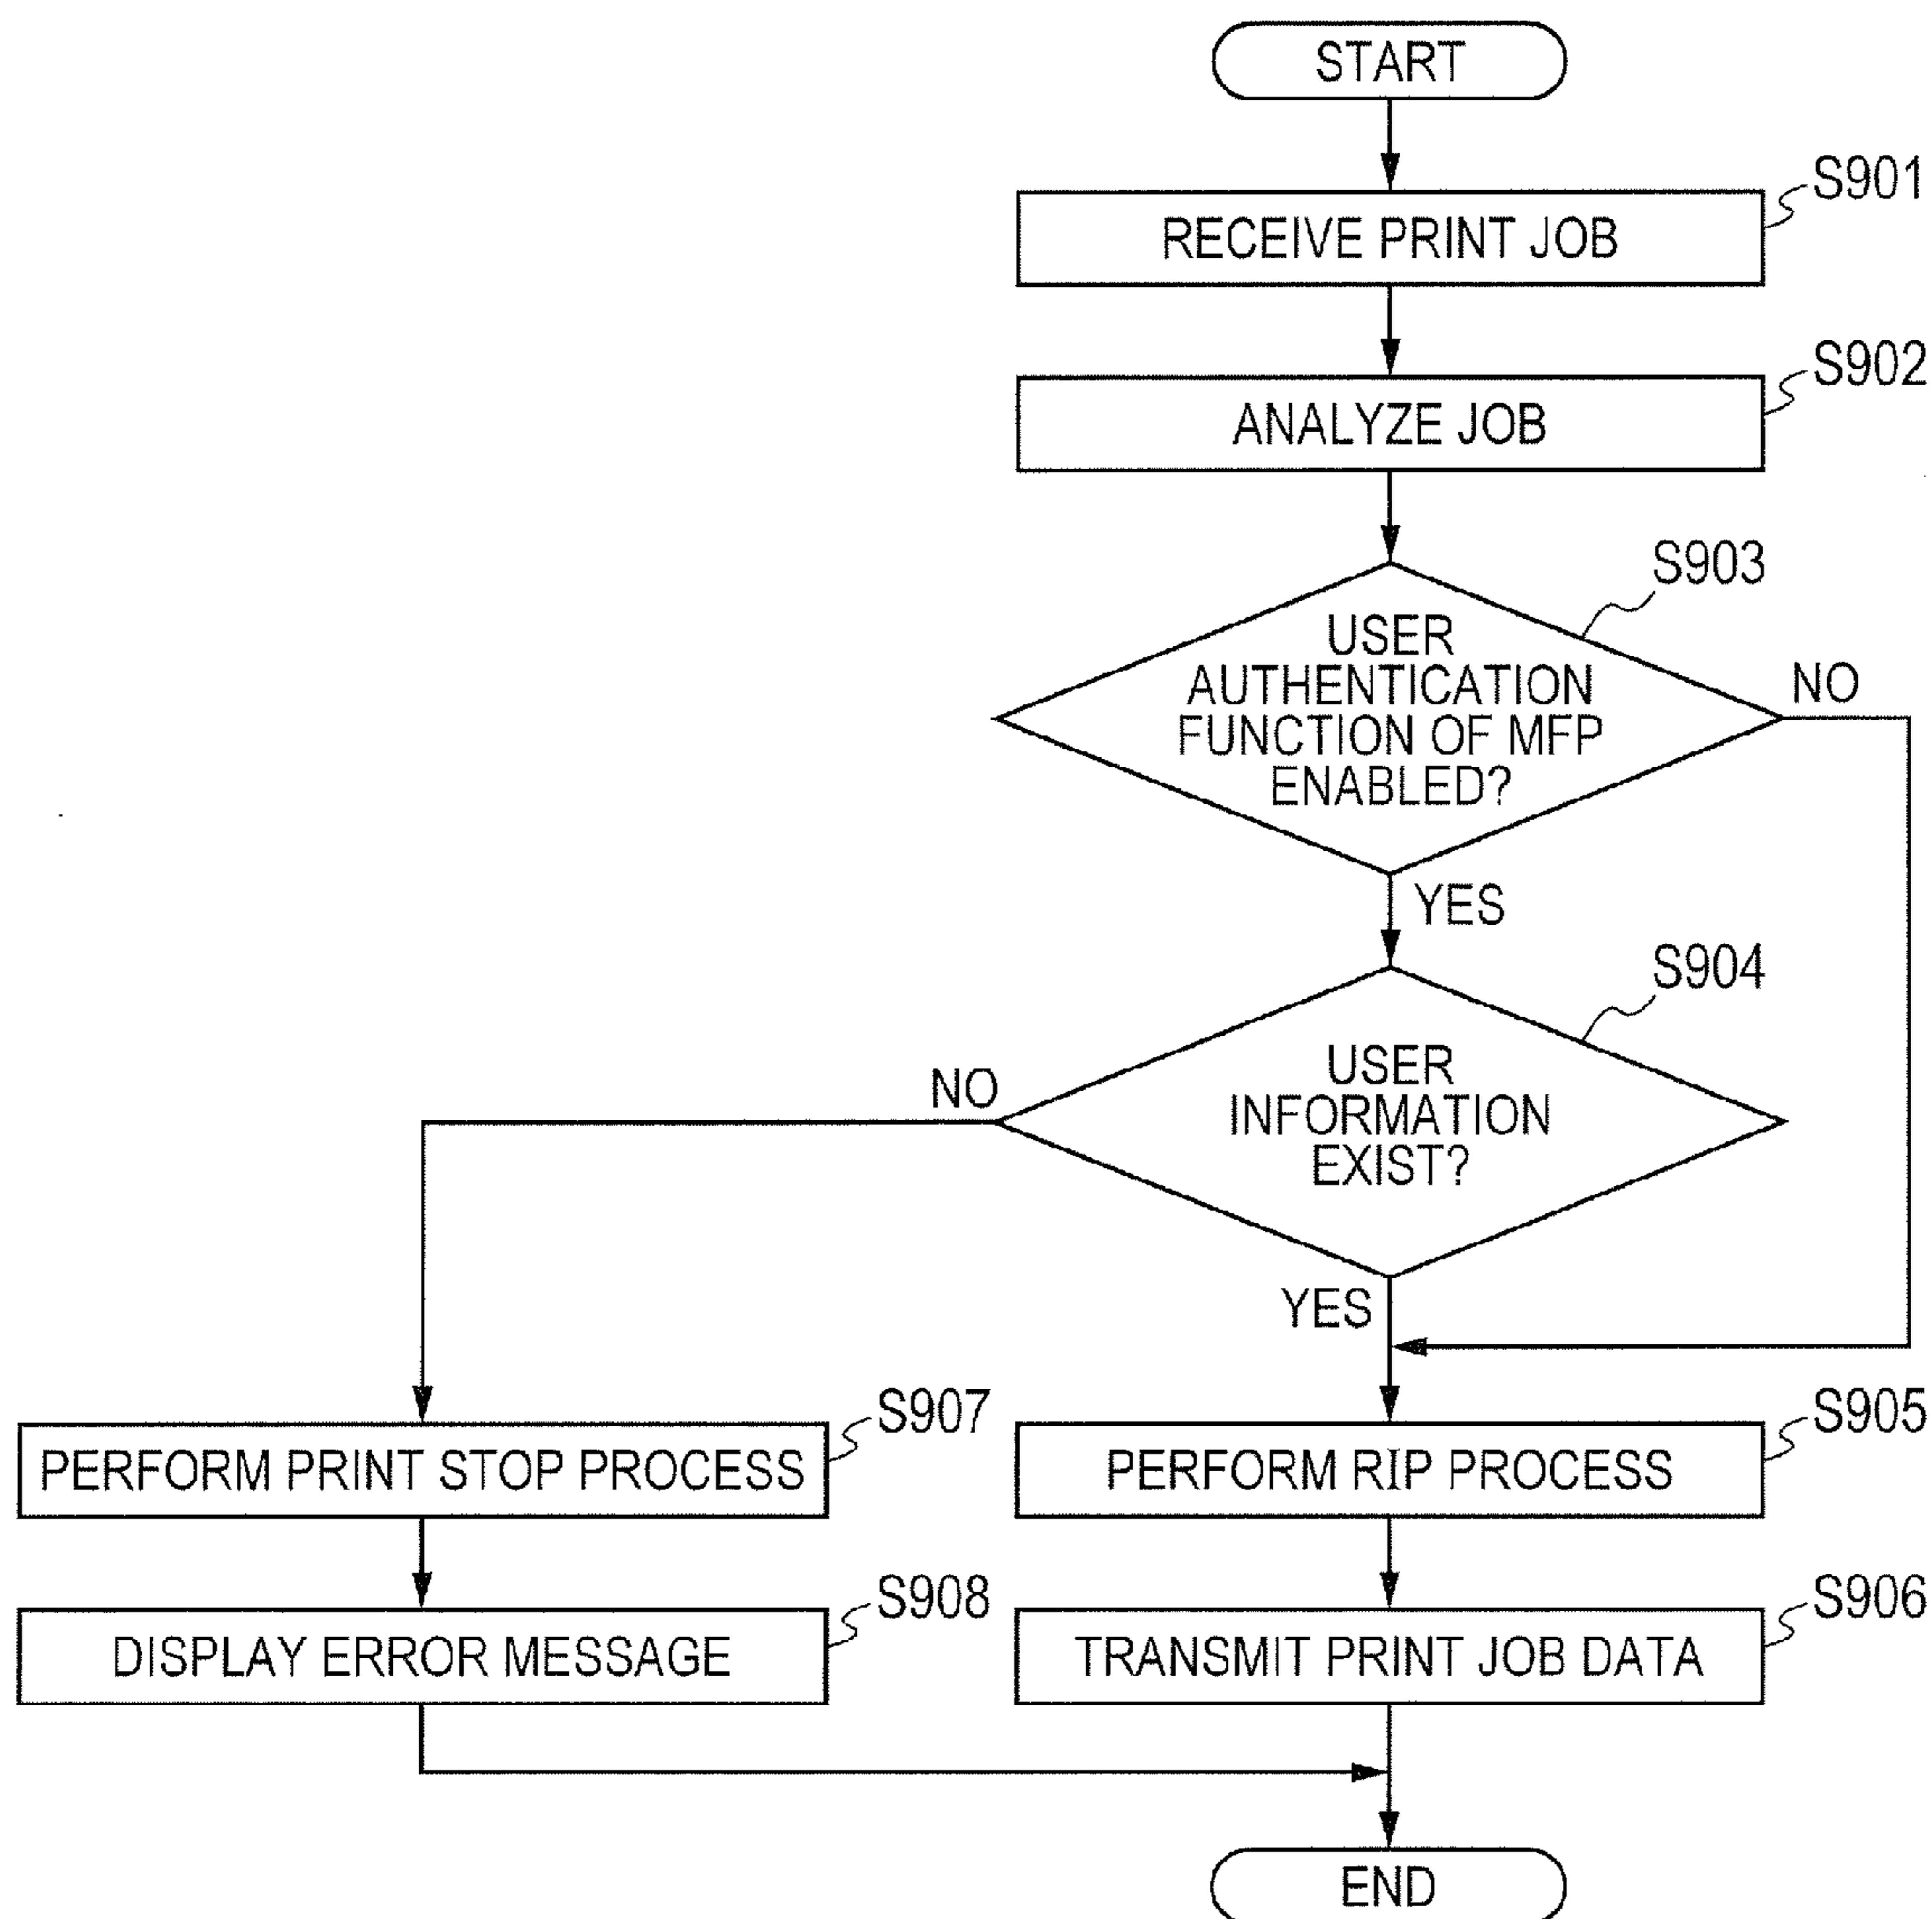 START
S901
RECEIVE PRINT JOB
S902
ANALYZE JOB
S903
USER
AUTHENTICATION
FUNCTION OF MFP
ENABLED?
NO
YES
S904
USER
INFORMATION
EXIST?
NO
YES
S907
PERFORM PRINT STOP PROCESS
S905
PERFORM RIP PROCESS
S908
DISPLAY ERROR MESSAGE
S906
TRANSMIT PRINT JOB DATA
END